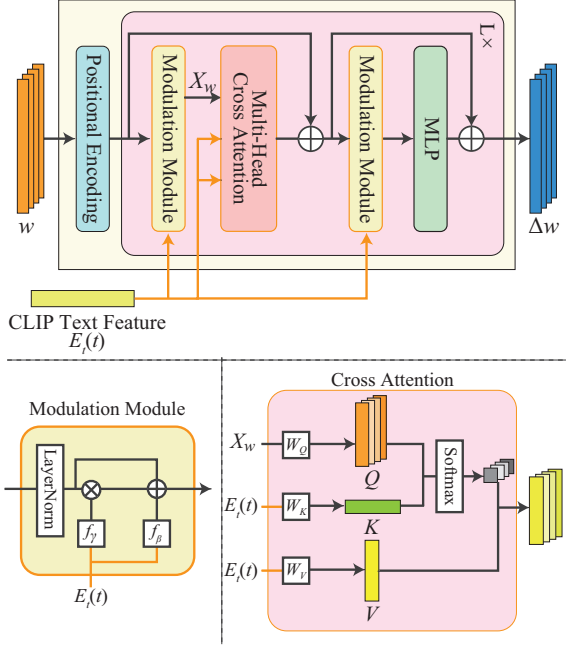 L×
Positional Encoding
Modulation Module
X_w
Multi-Head
Cross Attention
Modulation Module
MLP
w
Δw
CLIP Text Feature
E_t(t)
Modulation Module
LayerNorm
f_γ
f_β
E_t(t)
Cross Attention
X_w
W_Q
Q
Softmax
E_t(t)
W_K
K
E_t(t)
W_V
V